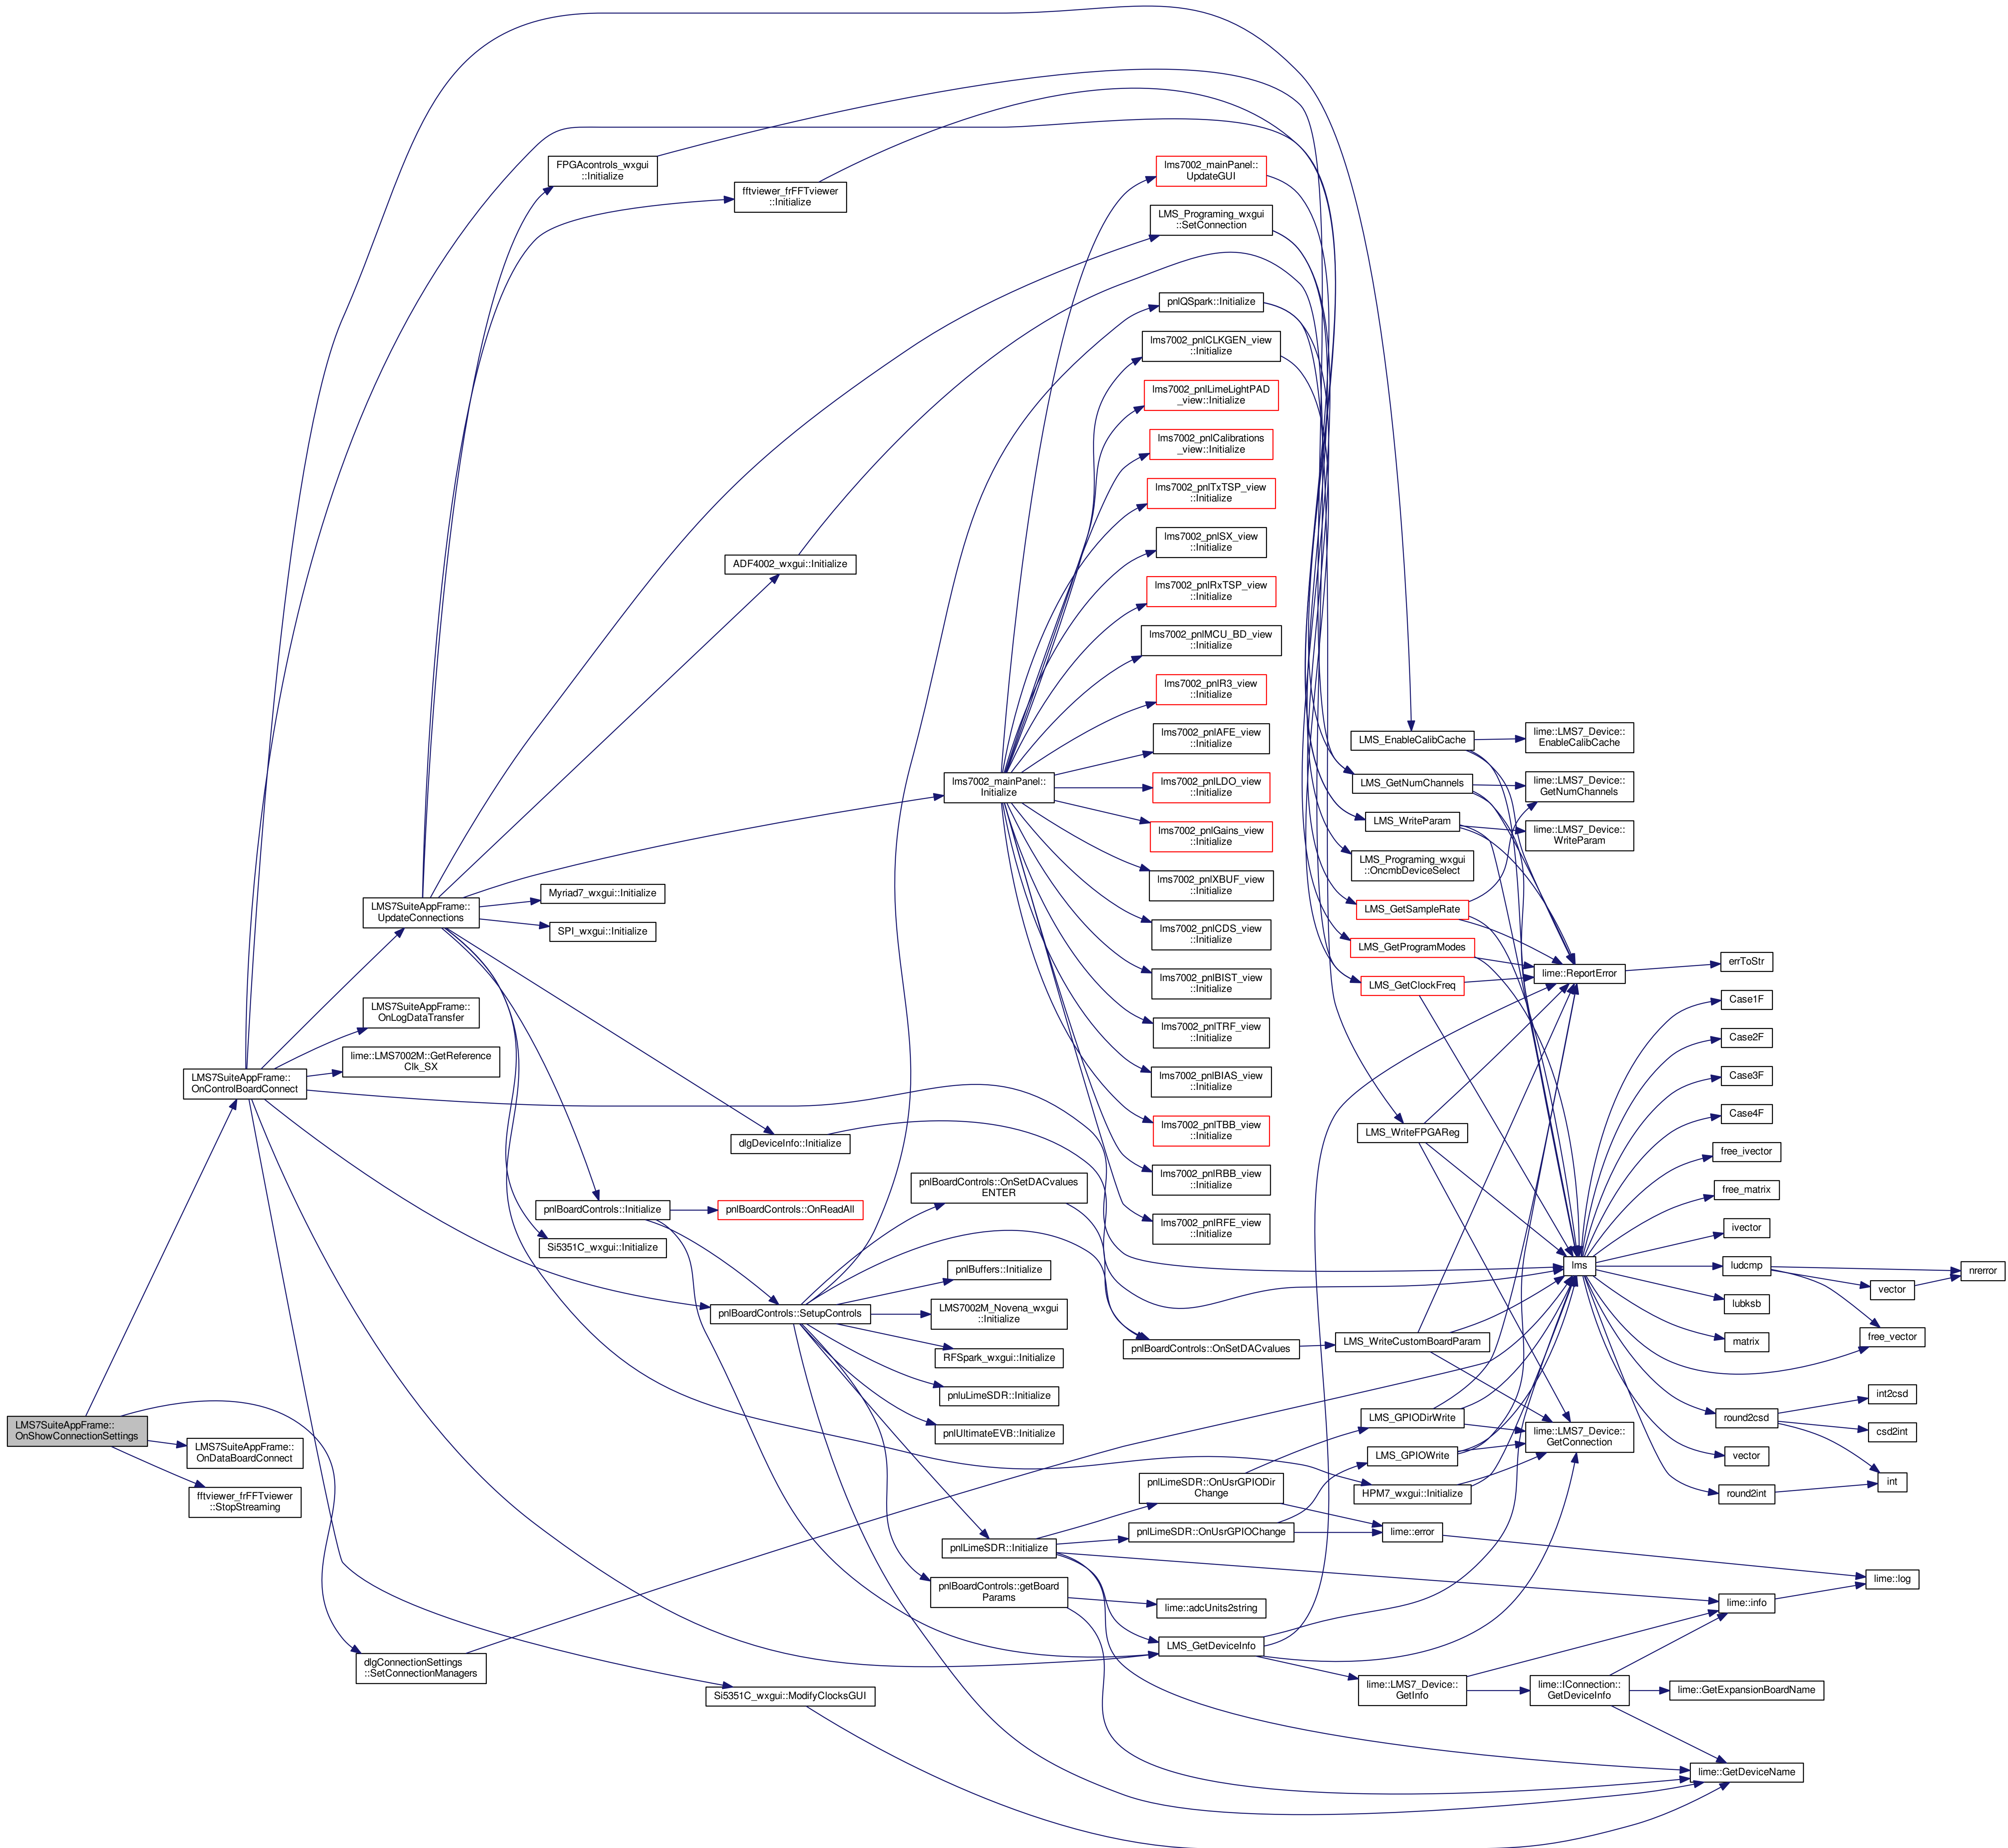 LMS7SuiteAppFrame::
OnShowConnectionSettings
LMS7SuiteAppFrame::
OnControlBoardConnect
LMS7SuiteAppFrame::
OnDataBoardConnect
fftviewer_frFFTviewer
::StopStreaming
LMS7SuiteAppFrame::
UpdateConnections
LMS7SuiteAppFrame::
OnLogDataTransfer
lime::LMS7002M::GetReference
Clk_SX
dlgConnectionSettings
::SetConnectionManagers
FPGAcontrols_wxgui
::Initialize
Myriad7_wxgui::Initialize
SPI_wxgui::Initialize
pnlBoardControls::Initialize
Si5351C_wxgui::Initialize
fftviewer_frFFTviewer
::Initialize
ADF4002_wxgui::Initialize
dlgDeviceInfo::Initialize
pnlBoardControls::OnReadAll
pnlBoardControls::SetupControls
Si5351C_wxgui::ModifyClocksGUI
lms7002_mainPanel::
Initialize
pnlBoardControls::OnSetDACvalues
ENTER
pnlBuffers::Initialize
LMS7002M_Novena_wxgui
::Initialize
RFSpark_wxgui::Initialize
pnluLimeSDR::Initialize
pnlUltimateEVB::Initialize
pnlLimeSDR::Initialize
pnlBoardControls::getBoard
Params
lms7002_mainPanel::
UpdateGUI
LMS_Programing_wxgui
::SetConnection
pnlQSpark::Initialize
lms7002_pnlCLKGEN_view
::Initialize
lms7002_pnlLimeLightPAD
_view::Initialize
lms7002_pnlCalibrations
_view::Initialize
lms7002_pnlTxTSP_view
::Initialize
lms7002_pnlSX_view
::Initialize
lms7002_pnlRxTSP_view
::Initialize
lms7002_pnlMCU_BD_view
::Initialize
lms7002_pnlR3_view
::Initialize
lms7002_pnlAFE_view
::Initialize
lms7002_pnlLDO_view
::Initialize
lms7002_pnlGains_view
::Initialize
lms7002_pnlXBUF_view
::Initialize
lms7002_pnlCDS_view
::Initialize
lms7002_pnlBIST_view
::Initialize
lms7002_pnlTRF_view
::Initialize
lms7002_pnlBIAS_view
::Initialize
lms7002_pnlTBB_view
::Initialize
lms7002_pnlRBB_view
::Initialize
lms7002_pnlRFE_view
::Initialize
pnlBoardControls::OnSetDACvalues
pnlLimeSDR::OnUsrGPIODir
Change
pnlLimeSDR::OnUsrGPIOChange
lime::adcUnits2string
LMS_GetDeviceInfo
LMS_EnableCalibCache
LMS_GetNumChannels
LMS_WriteParam
LMS_Programing_wxgui
::OncmbDeviceSelect
LMS_GetSampleRate
LMS_GetProgramModes
LMS_GetClockFreq
LMS_WriteFPGAReg
LMS_WriteCustomBoardParam
LMS_GPIODirWrite
LMS_GPIOWrite
HPM7_wxgui::Initialize
lime::error
lime::LMS7_Device::
GetInfo
lime::LMS7_Device::
EnableCalibCache
lime::LMS7_Device::
GetNumChannels
lime::LMS7_Device::
WriteParam
lime::ReportError
lms
lime::LMS7_Device::
GetConnection
lime::IConnection::
GetDeviceInfo
errToStr
Case1F
Case2F
Case3F
Case4F
free_ivector
free_matrix
ivector
ludcmp
lubksb
matrix
round2csd
vector
round2int
lime::info
lime::GetExpansionBoardName
lime::GetDeviceName
vector
free_vector
int2csd
csd2int
int
lime::log
nrerror